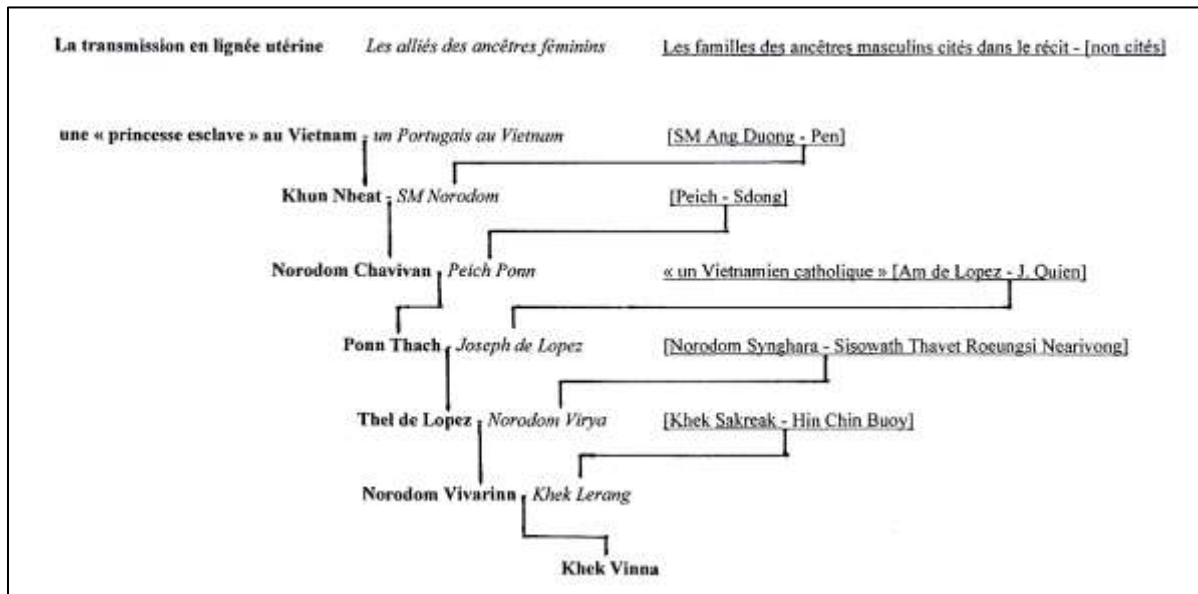 La transmission en lignée utérine Les alliés des ancêtres féminins Les familles des ancêtres masculins cités dans le récit - [non cités]
une « princesse esclave » au Vietnam - un Portugais au Vietnam [SM Ang Duong - Pen]
Khun Nheat - SM Norodom [Peich - Sdong]
Norodom Chavivan - Peich Ponn « un Vietnamien catholique » [Am de Lopez - J. Quien]
Ponn Thach - Joseph de Lopez [Norodom Synghara - Sisowath Thavet Roeungsi Nearivong]
Thel de Lopez - Norodom Virya [Khek Sakreak - Hin Chin Buoy]
Norodom Vivarinn - Khek Lerang
Khek Vinna